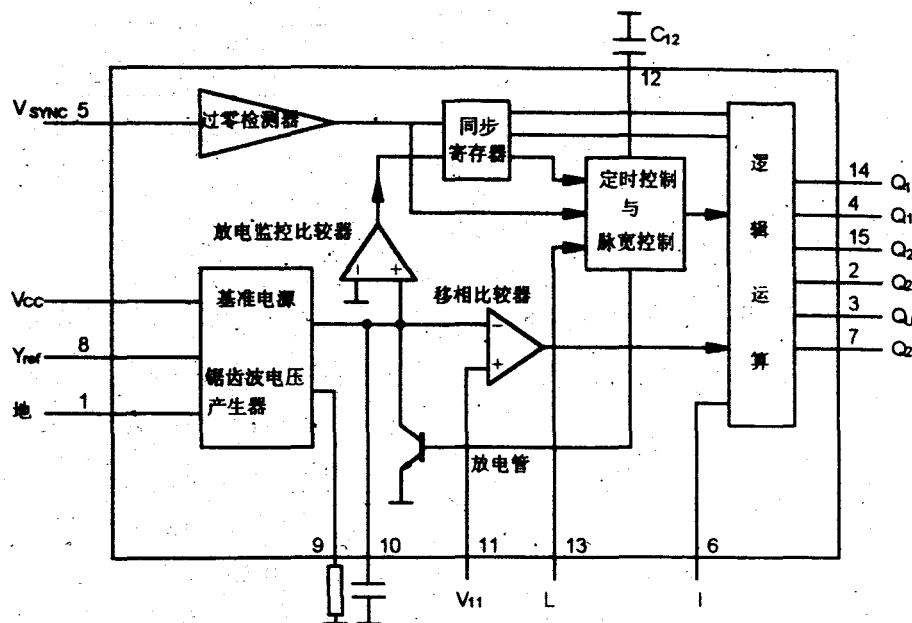 C12
12
VSYNC 5
过零检测器
同步
寄存器
逻
辑
运
算
定时控制
与
脉宽控制
14 Q1
4 Q1
15 Q2
2 Q2
3 QU
7 QZ
放电监控比较器
- +
VCC
基准电源
移相比较器
-
+
Yref 8
锯齿波电压
产生器
地 1
放电管
9 10 11 13 6
V11 L I